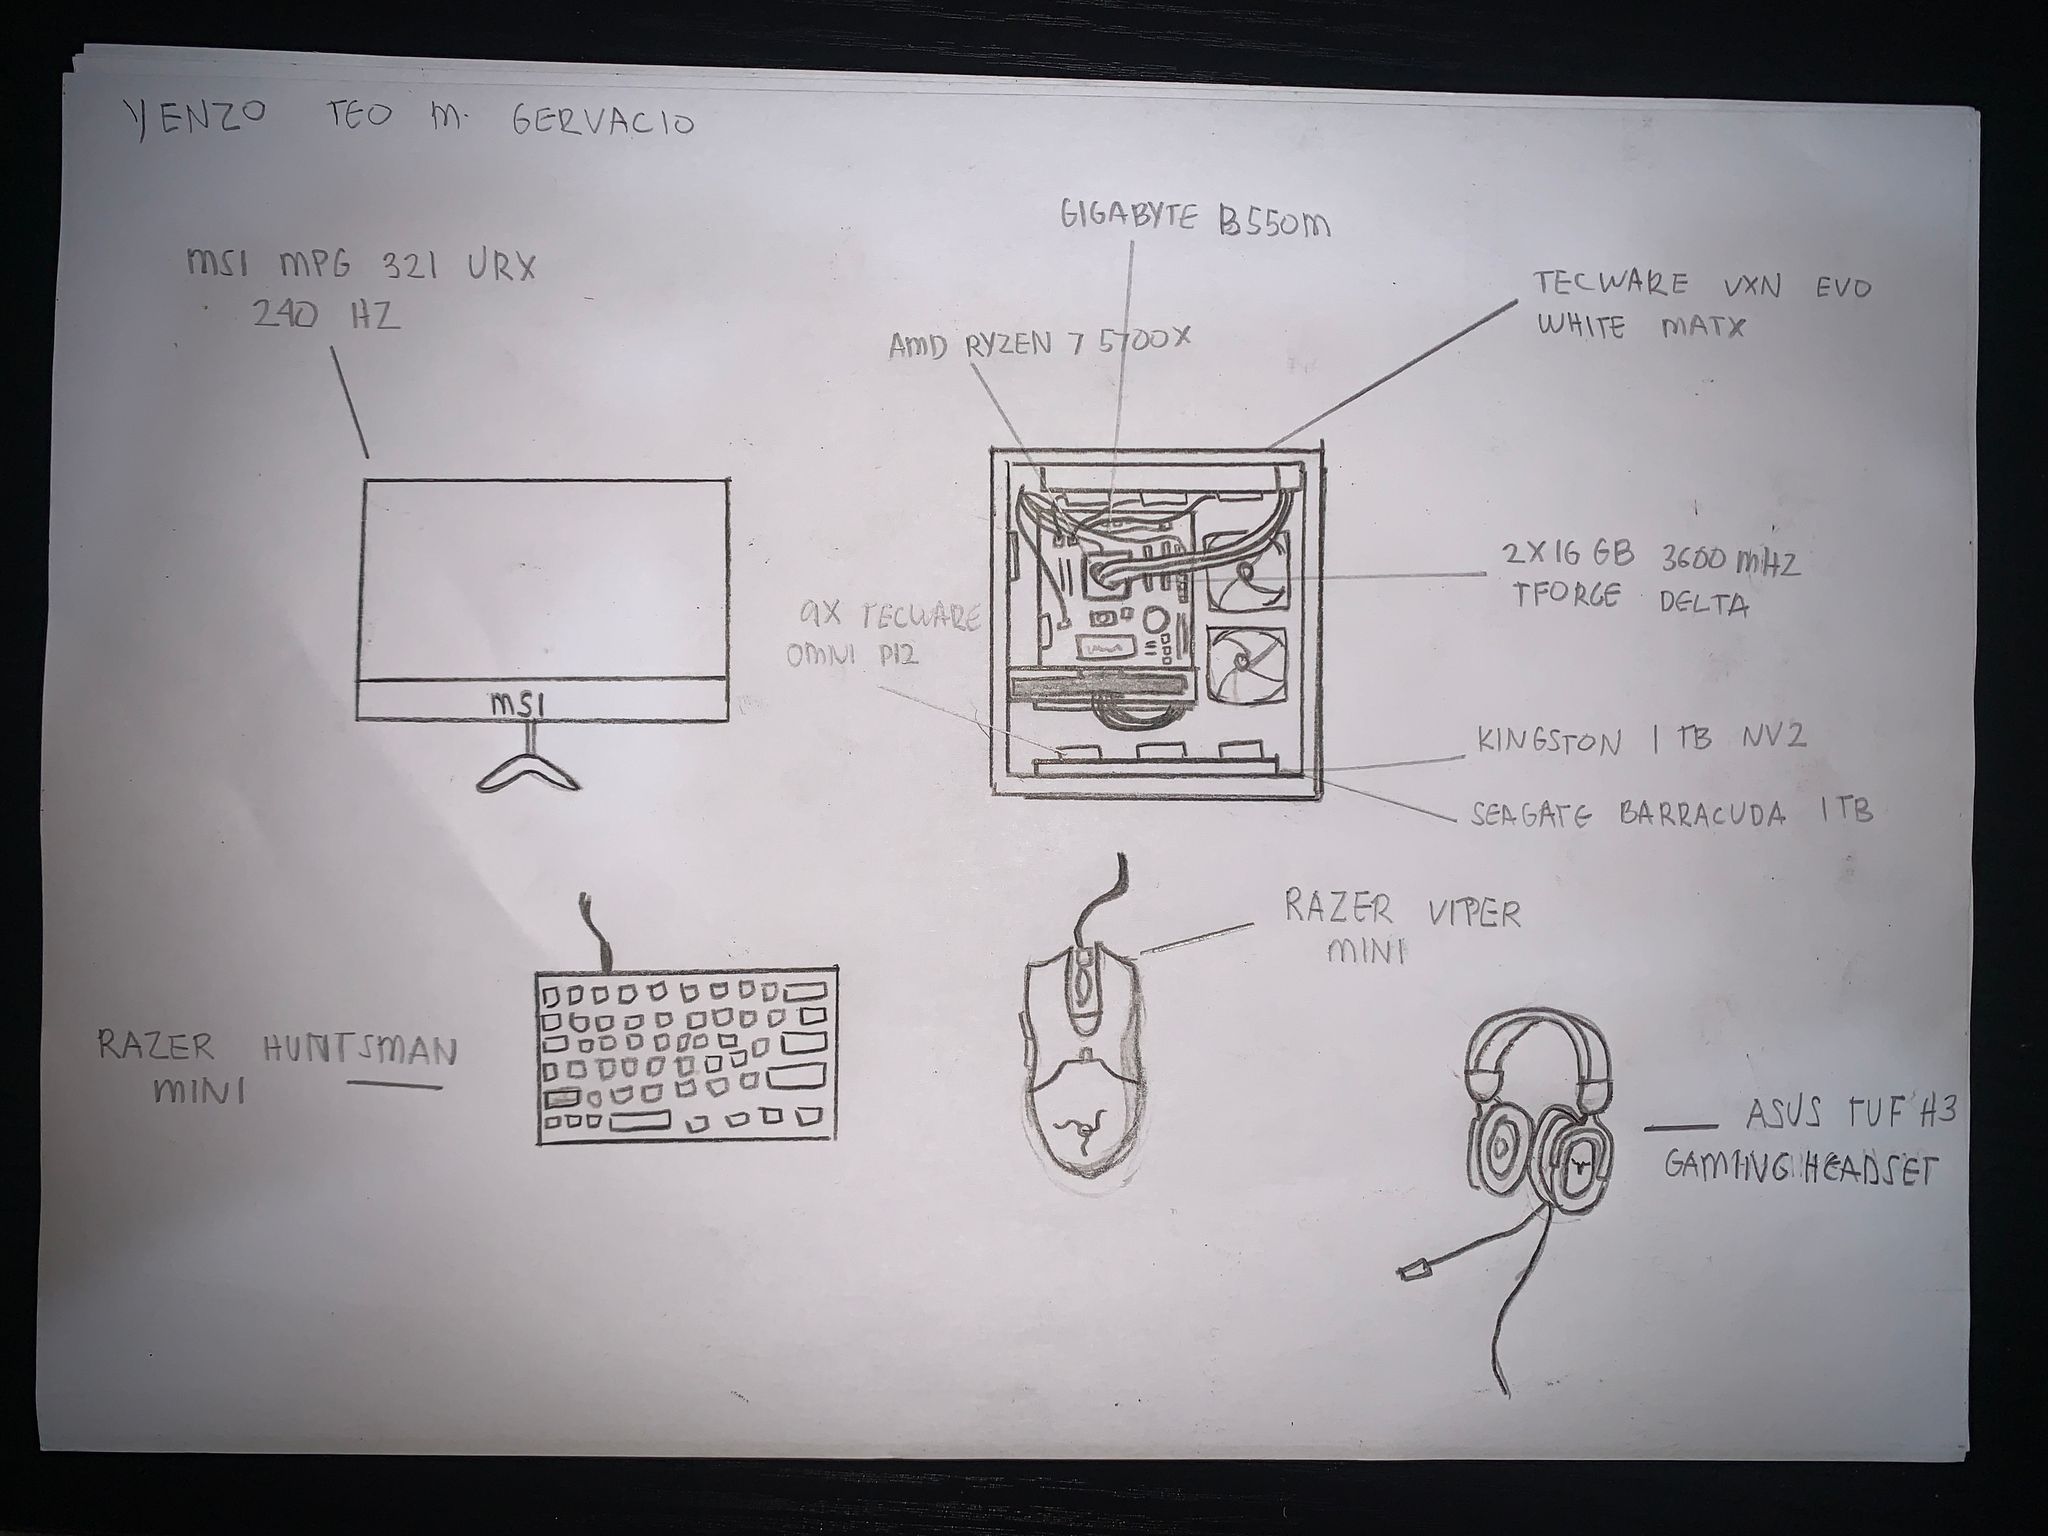 YENZO TEO M. GERVACIO
MSI MPG 321 URX
240 HZ
GIGABYTE B550M
AMD RYZEN 7 5700X
TECWARE VXN EVO
WHITE MATX
2X16 GB 3600 MHZ
TFORCE DELTA
9X TECWARE
OMNI P12
MSI
KINGSTON 1 TB NV2
SEAGATE BARRACUDA 1TB
RAZER VIPER
MINI
RAZER HUNTSMAN
MINI
ASUS TUF H3
GAMING HEADSET